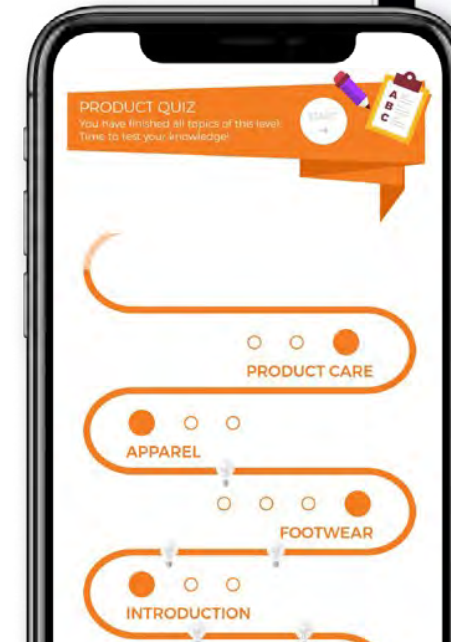 PRODUCT QUIZ
You have finished all topics of this level.
Time to test your knowledge!
START
A
B
C
PRODUCT CARE
APPAREL
FOOTWEAR
INTRODUCTION